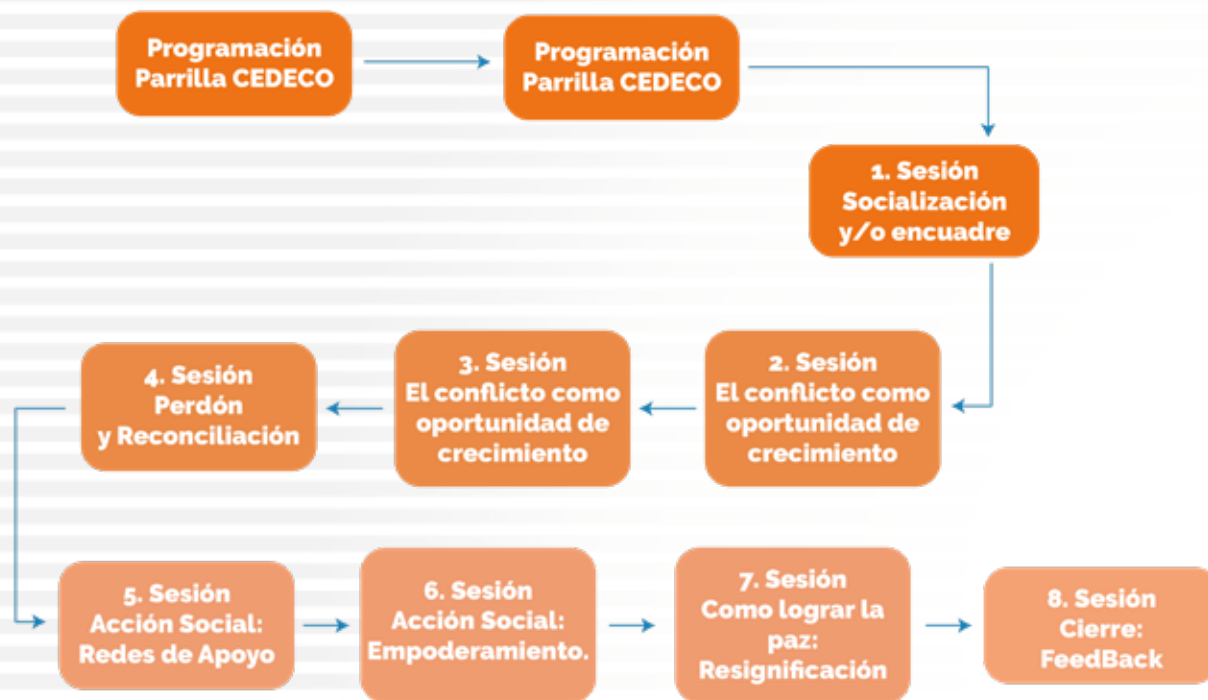 Programación
Parrilla CEDECO
Programación
Parrilla CEDECO
1. Sesión
Socialización
y/o encuadre
2. Sesión
El conflicto como
oportunidad de
crecimiento
3. Sesión
El conflicto como
oportunidad de
crecimiento
4. Sesión
Perdón
y Reconciliación
5. Sesión
Acción Social:
Redes de Apoyo
6. Sesión
Acción Social:
Empoderamiento.
7. Sesión
Como lograr la
paz:
Resignificación
8. Sesión
Cierre:
FeedBack